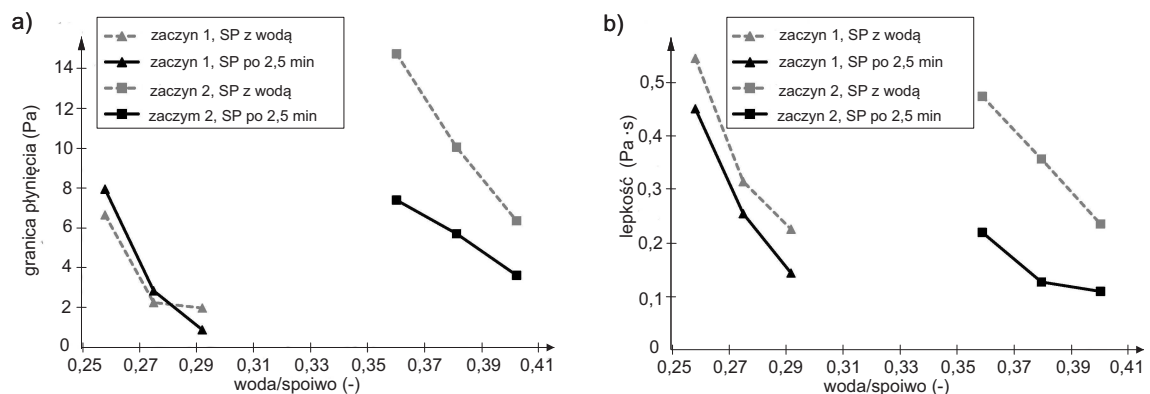 a)
zaczyn 1, SP z wodą
zaczyn 1, SP po 2,5 min
zaczyn 2, SP z wodą
zaczym 2, SP po 2,5 min
granica płynięcia (Pa)
14
12
10
8
6
4
2
0
0,25 0,27 0,29 0,31 0,33 0,35 0,37 0,39 0,41
woda/spoiwo (-)
b)
zaczyn 1, SP z wodą
zaczyn 1, SP po 2,5 min
zaczyn 2, SP z wodą
zaczyn 2, SP po 2,5 min
lepkość (Pa·s)
0,5
0,4
0,3
0,2
0,1
0
0,25 0,27 0,29 0,31 0,33 0,35 0,37 0,39 0,41
woda/spoiwo (-)